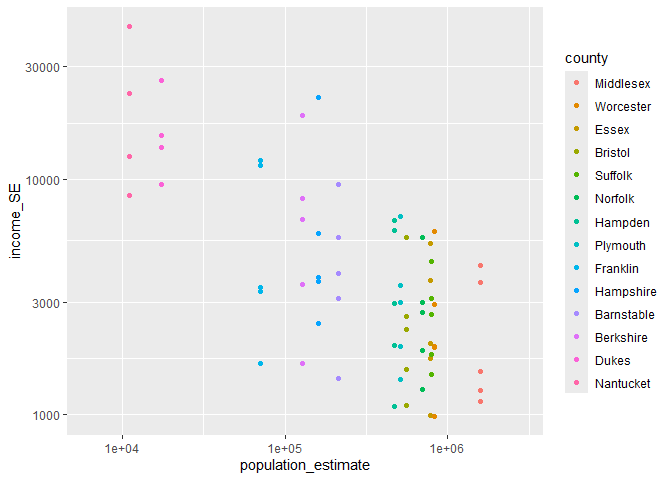 30000
10000
3000
1000
income_SE
1e+04
1e+05
1e+06
population_estimate
county
Middlesex
Worcester
Essex
Bristol
Suffolk
Norfolk
Hampden
Plymouth
Franklin
Hampshire
Barnstable
Berkshire
Dukes
Nantucket